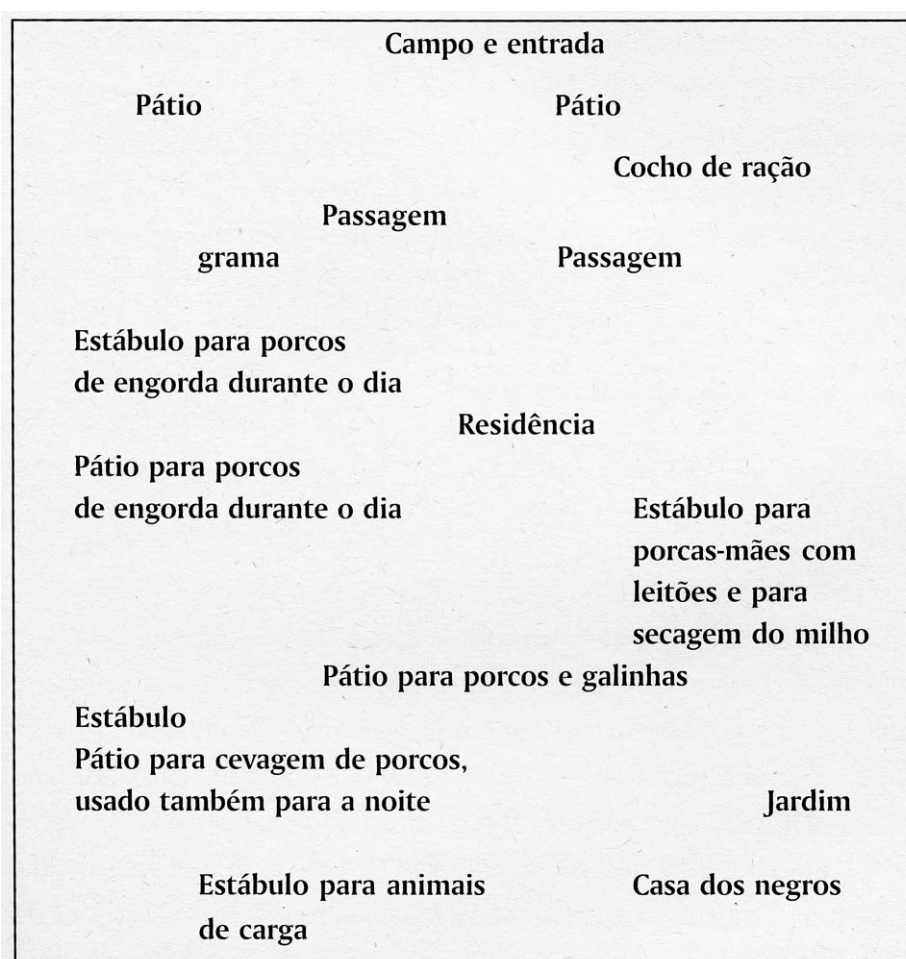 Campo e entrada
Pátio Pátio
Cocho de ração
Passagem
grama Passagem
Estábulo para porcos
de engorda durante o dia
Residência
Pátio para porcos
de engorda durante o dia Estábulo para
porcas-mães com
leitões e para
secagem do milho
Pátio para porcos e galinhas
Estábulo
Pátio para cevagem de porcos,
usado também para a noite Jardim
Estábulo para animais Casa dos negros
de carga